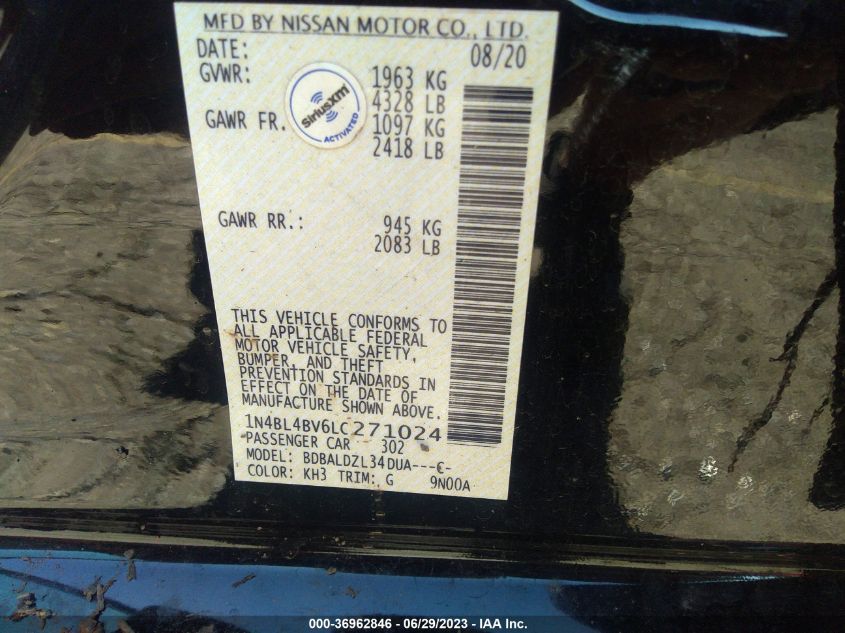 MFD BY NISSAN MOTOR CO., LTD.
DATE: 08/20
GVWR: 1963 KG
4328 LB
GAWR FR. 1097 KG
2418 LB
SiriusXM
ACTIVATED
GAWR RR.: 945 KG
2083 LB
THIS VEHICLE CONFORMS TO
ALL APPLICABLE FEDERAL
MOTOR VEHICLE SAFETY,
BUMPER, AND THEFT
PREVENTION STANDARDS IN
EFFECT ON THE DATE OF
MANUFACTURE SHOWN ABOVE.
1N4BL4BV6LC271024
PASSENGER CAR 302
MODEL: BDBALDZL34DUA---C-
COLOR: KH3 TRIM: G 9N00A
000-36962846 - 06/29/2023 - IAA Inc.